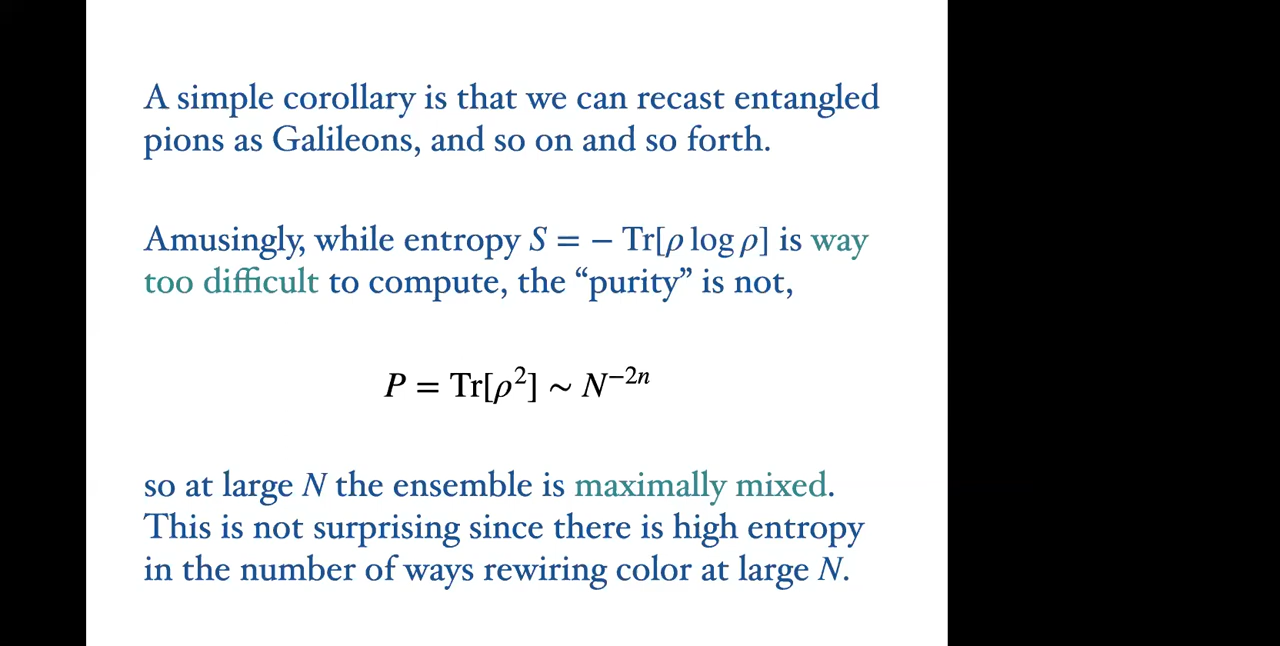 A simple corollary is that we can recast entangled
pions as Galileons, and so on and so forth.
Amusingly, while entropy S = − Tr[ρ log ρ] is way
too difficult to compute, the “purity” is not,
P = Tr[ρ²] ~ N⁻²ⁿ
so at large N the ensemble is maximally mixed.
This is not surprising since there is high entropy
in the number of ways rewiring color at large N.